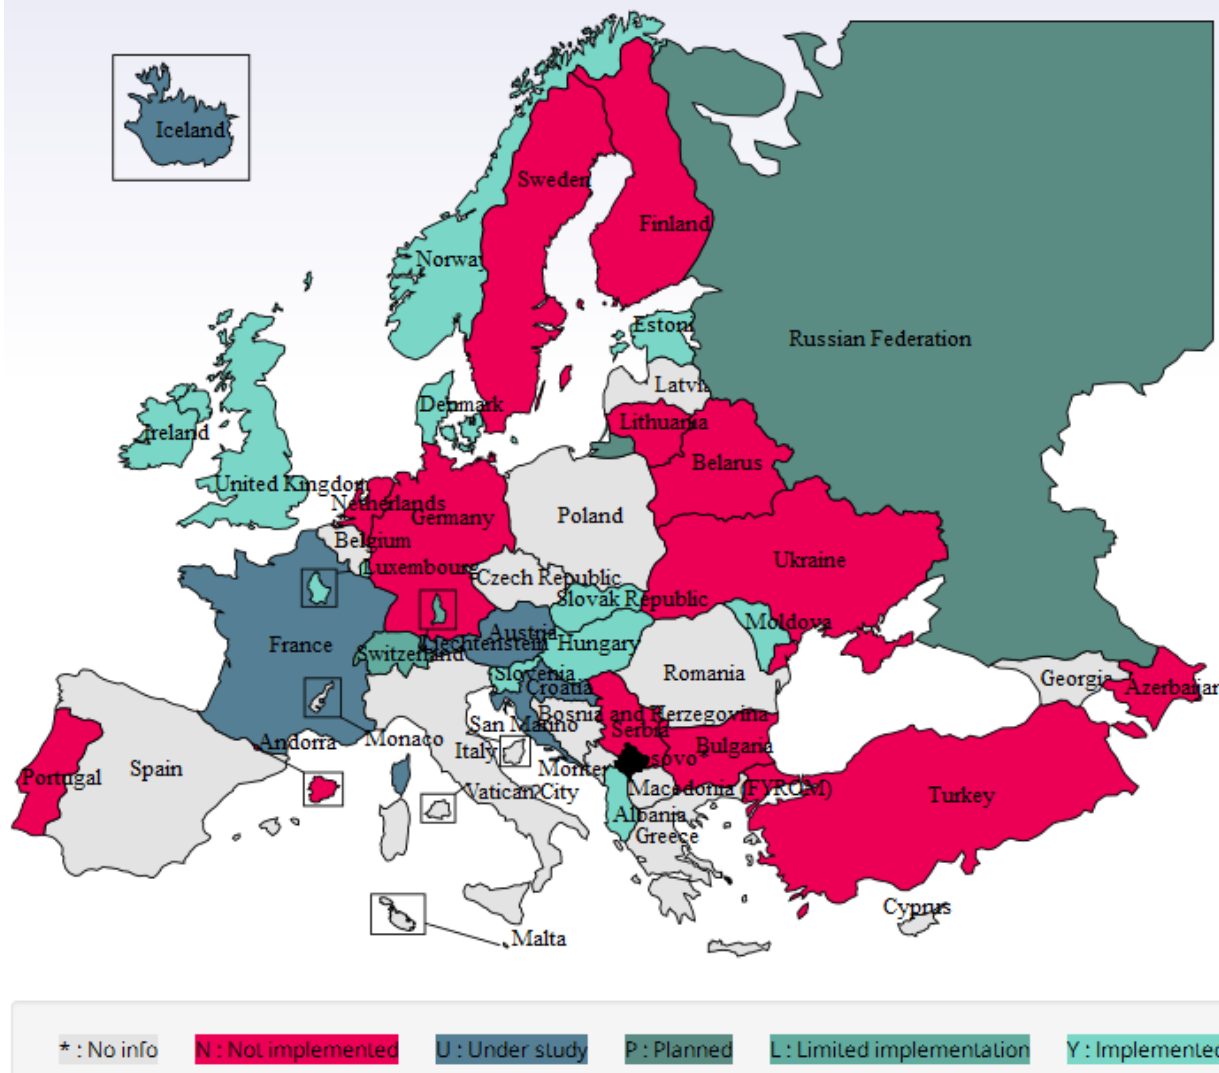 Iceland
Sweden
Finland
Norway
Estoni
Russian Federation
Latvia
Denmark
Lithuania
Ireland
Belarus
United Kingdom
Netherlands
Germany
Poland
Belgium
Ukraine
Luxembourg
Czech Republic
Slovak Republic
Moldova
Austria
France
Liechtenstein
Hungary
Switzerland
Slovenia
Romania
Georgia
Croatia
Azerbaijan
Bosnia and Herzegovina
San Marino
Serbia
Andorra
Monaco
Bulgaria
Italy
Kosovo*
Spain
Monten
Portugal
Vatican City
Macedonia (FYROM)
Turkey
Albania
Greece
Cyprus
Malta
* : No info N : Not implemented U : Under study P : Planned L : Limited implementation Y : Implemented